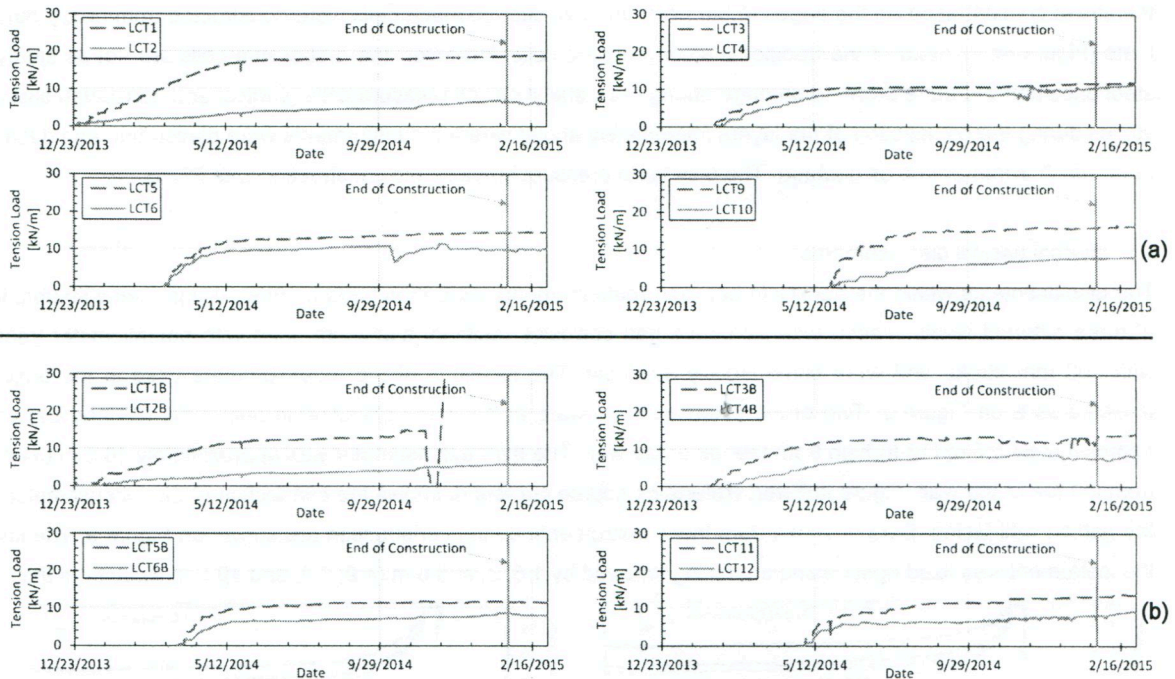 30
20
10
0
Tension Load
[kN/m]
LCT1
LCT2
End of Construction
12/23/2013 5/12/2014 9/29/2014 2/16/2015
Date
30
20
10
0
Tension Load
[kN/m]
LCT3
LCT4
End of Construction
12/23/2013 5/12/2014 9/29/2014 2/16/2015
Date
30
20
10
0
Tension Load
[kN/m]
LCT5
LCT6
End of Construction
12/23/2013 5/12/2014 9/29/2014 2/16/2015
Date
30
20
10
0
Tension Load
[kN/m]
LCT9
LCT10
End of Construction
12/23/2013 5/12/2014 9/29/2014 2/16/2015
Date
(a)
30
20
10
0
Tension Load
[kN/m]
LCT1B
LCT2B
End of Construction
12/23/2013 5/12/2014 9/29/2014 2/16/2015
Date
30
20
10
0
Tension Load
[kN/m]
LCT3B
LCT4B
End of Construction
12/23/2013 5/12/2014 9/29/2014 2/16/2015
Date
30
20
10
0
Tension Load
[kN/m]
LCT5B
LCT6B
End of Construction
12/23/2013 5/12/2014 9/29/2014 2/16/2015
Date
30
20
10
0
Tension Load
[kN/m]
LCT11
LCT12
End of Construction
12/23/2013 5/12/2014 9/29/2014 2/16/2015
Date
(b)